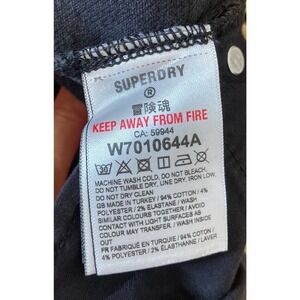 SUPERDRY
®
冒険魂
KEEP AWAY FROM FIRE
CA: 59944
W7010644A
MACHINE WASH COLD, DO NOT BLEACH,
DO NOT TUMBLE DRY, LINE DRY, IRON LOW,
DO NOT DRY CLEAN
GB MADE IN TURKEY / 94% COTTON / 4%
POLYESTER / 2% ELASTANE / WASH
SIMILAR COLOURS TOGETHER / AVOID
CONTACT WITH LIGHT SURFACES AS
COLOUR MAY TRANSFER. / WASH INSIDE
OUT
FR FABRIQUÉ EN TURQUIE / 94% COTON /
4% POLYESTER / 2% ÉLASTHANNE / LAVER